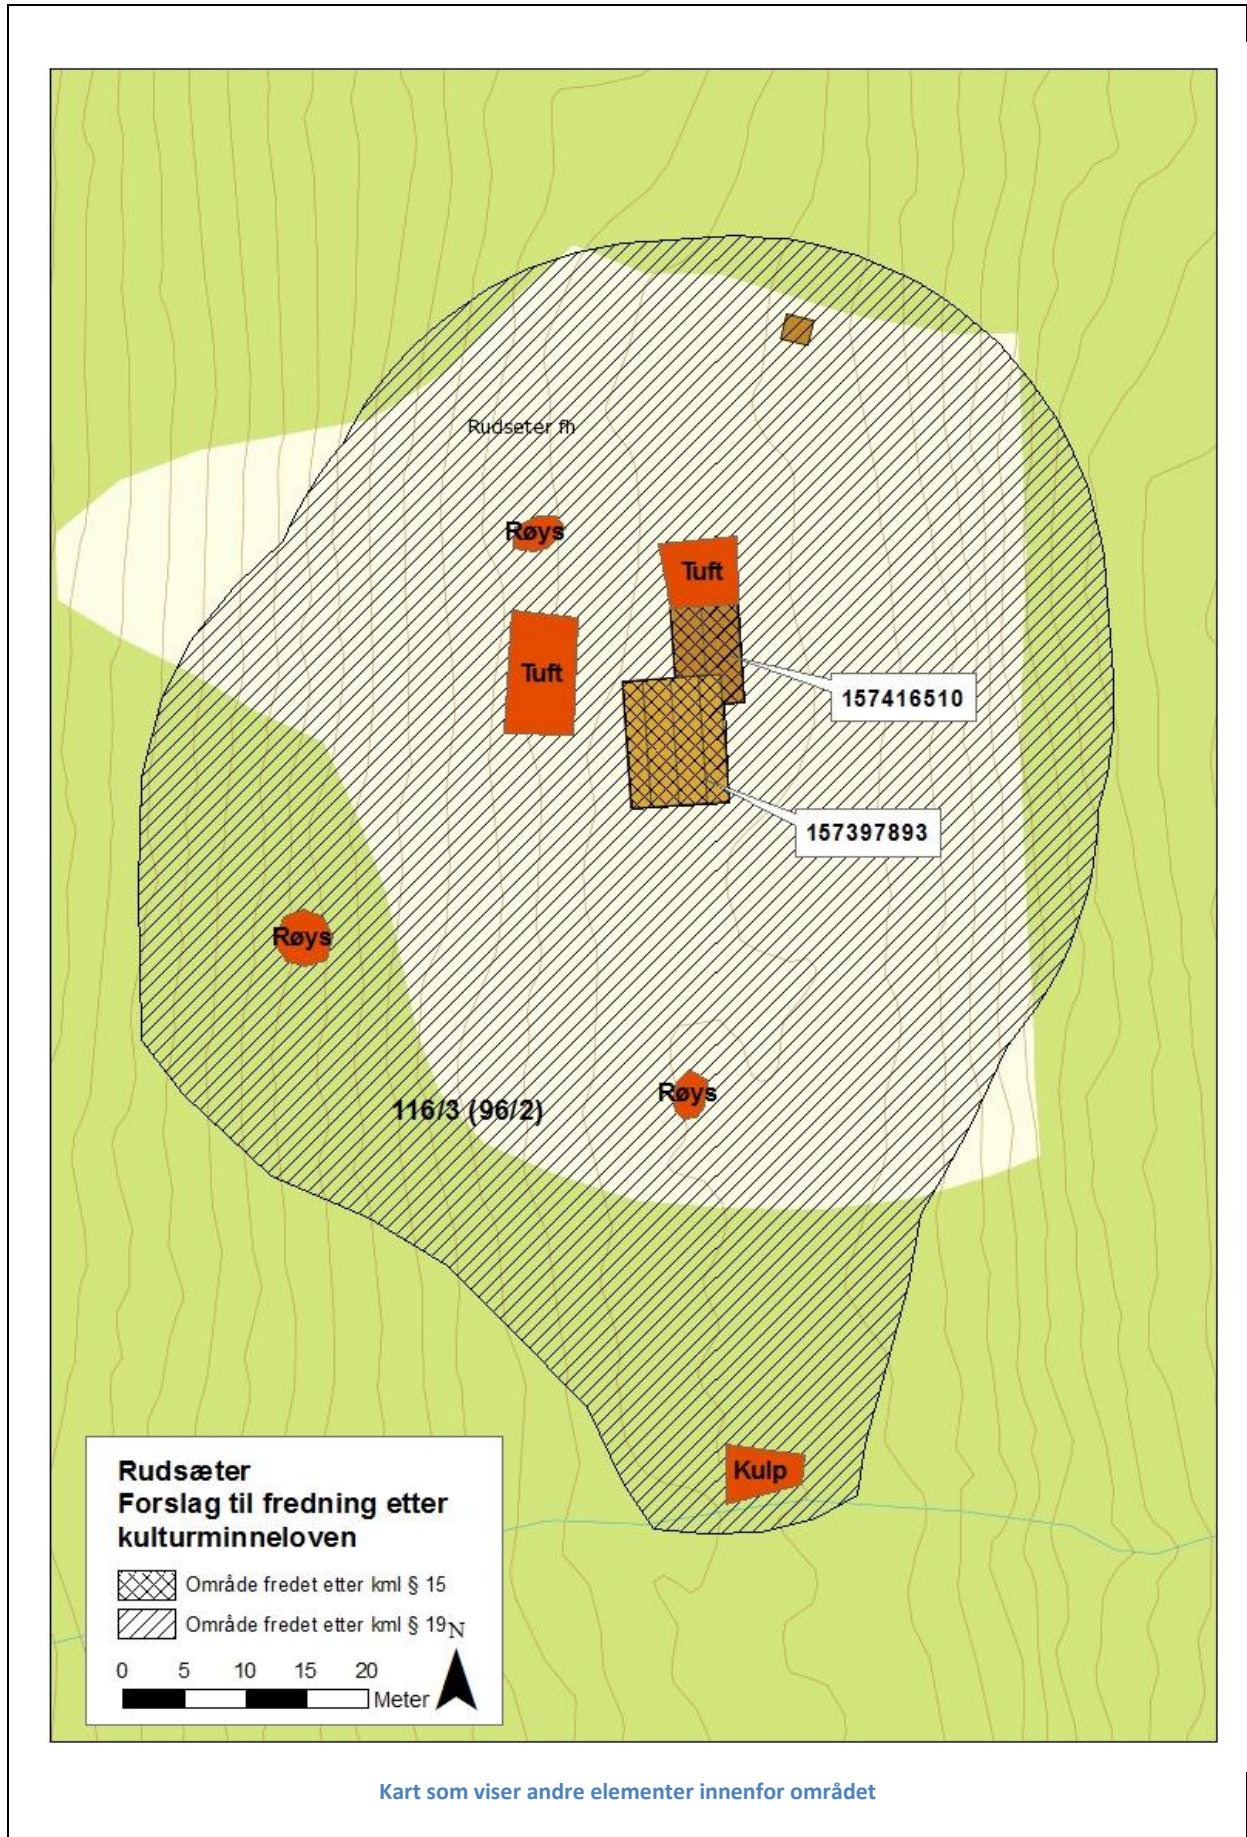 Rudseter fh
Røys
Tuft
Tuft
157416510
157397893
Røys
Røys
116/3 (96/2)
Kulp
Rudsæter
Forslag til fredning etter
kulturminneloven
Område fredet etter kml § 15
Område fredet etter kml § 19
N
0 5 10 15 20
Meter
Kart som viser andre elementer innenfor området